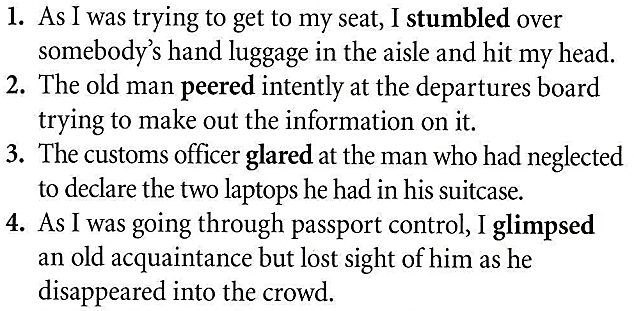 1. As I was trying to get to my seat, I stumbled over
somebody's hand luggage in the aisle and hit my head.
2. The old man peered intently at the departures board
trying to make out the information on it.
3. The customs officer glared at the man who had neglected
to declare the two laptops he had in his suitcase.
4. As I was going through passport control, I glimpsed
an old acquaintance but lost sight of him as he
disappeared into the crowd.